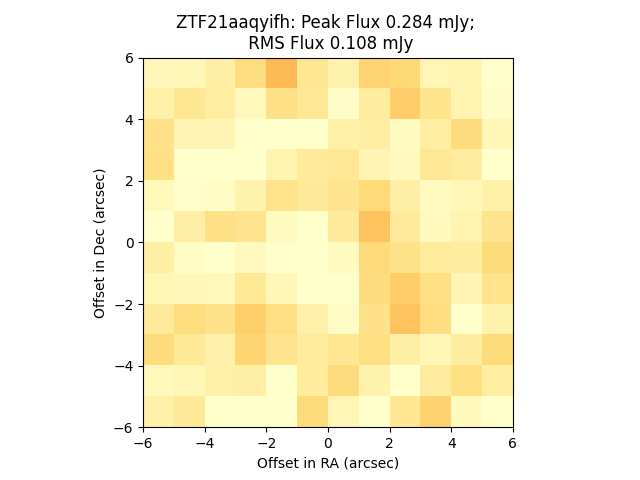 ZTF21aaqyifh: Peak Flux 0.284 mJy;
RMS Flux 0.108 mJy
6
4
2
0
−2
−4
−6
Offset in Dec (arcsec)
−6 −4 −2 0 2 4 6
Offset in RA (arcsec)